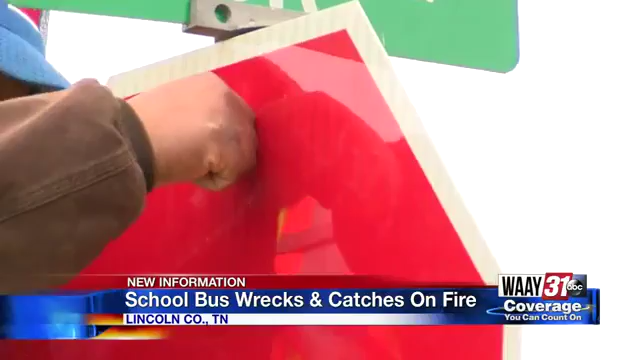 NEW INFORMATION
School Bus Wrecks & Catches On Fire
LINCOLN CO., TN
WAAY 31 abc
Coverage
You Can Count On